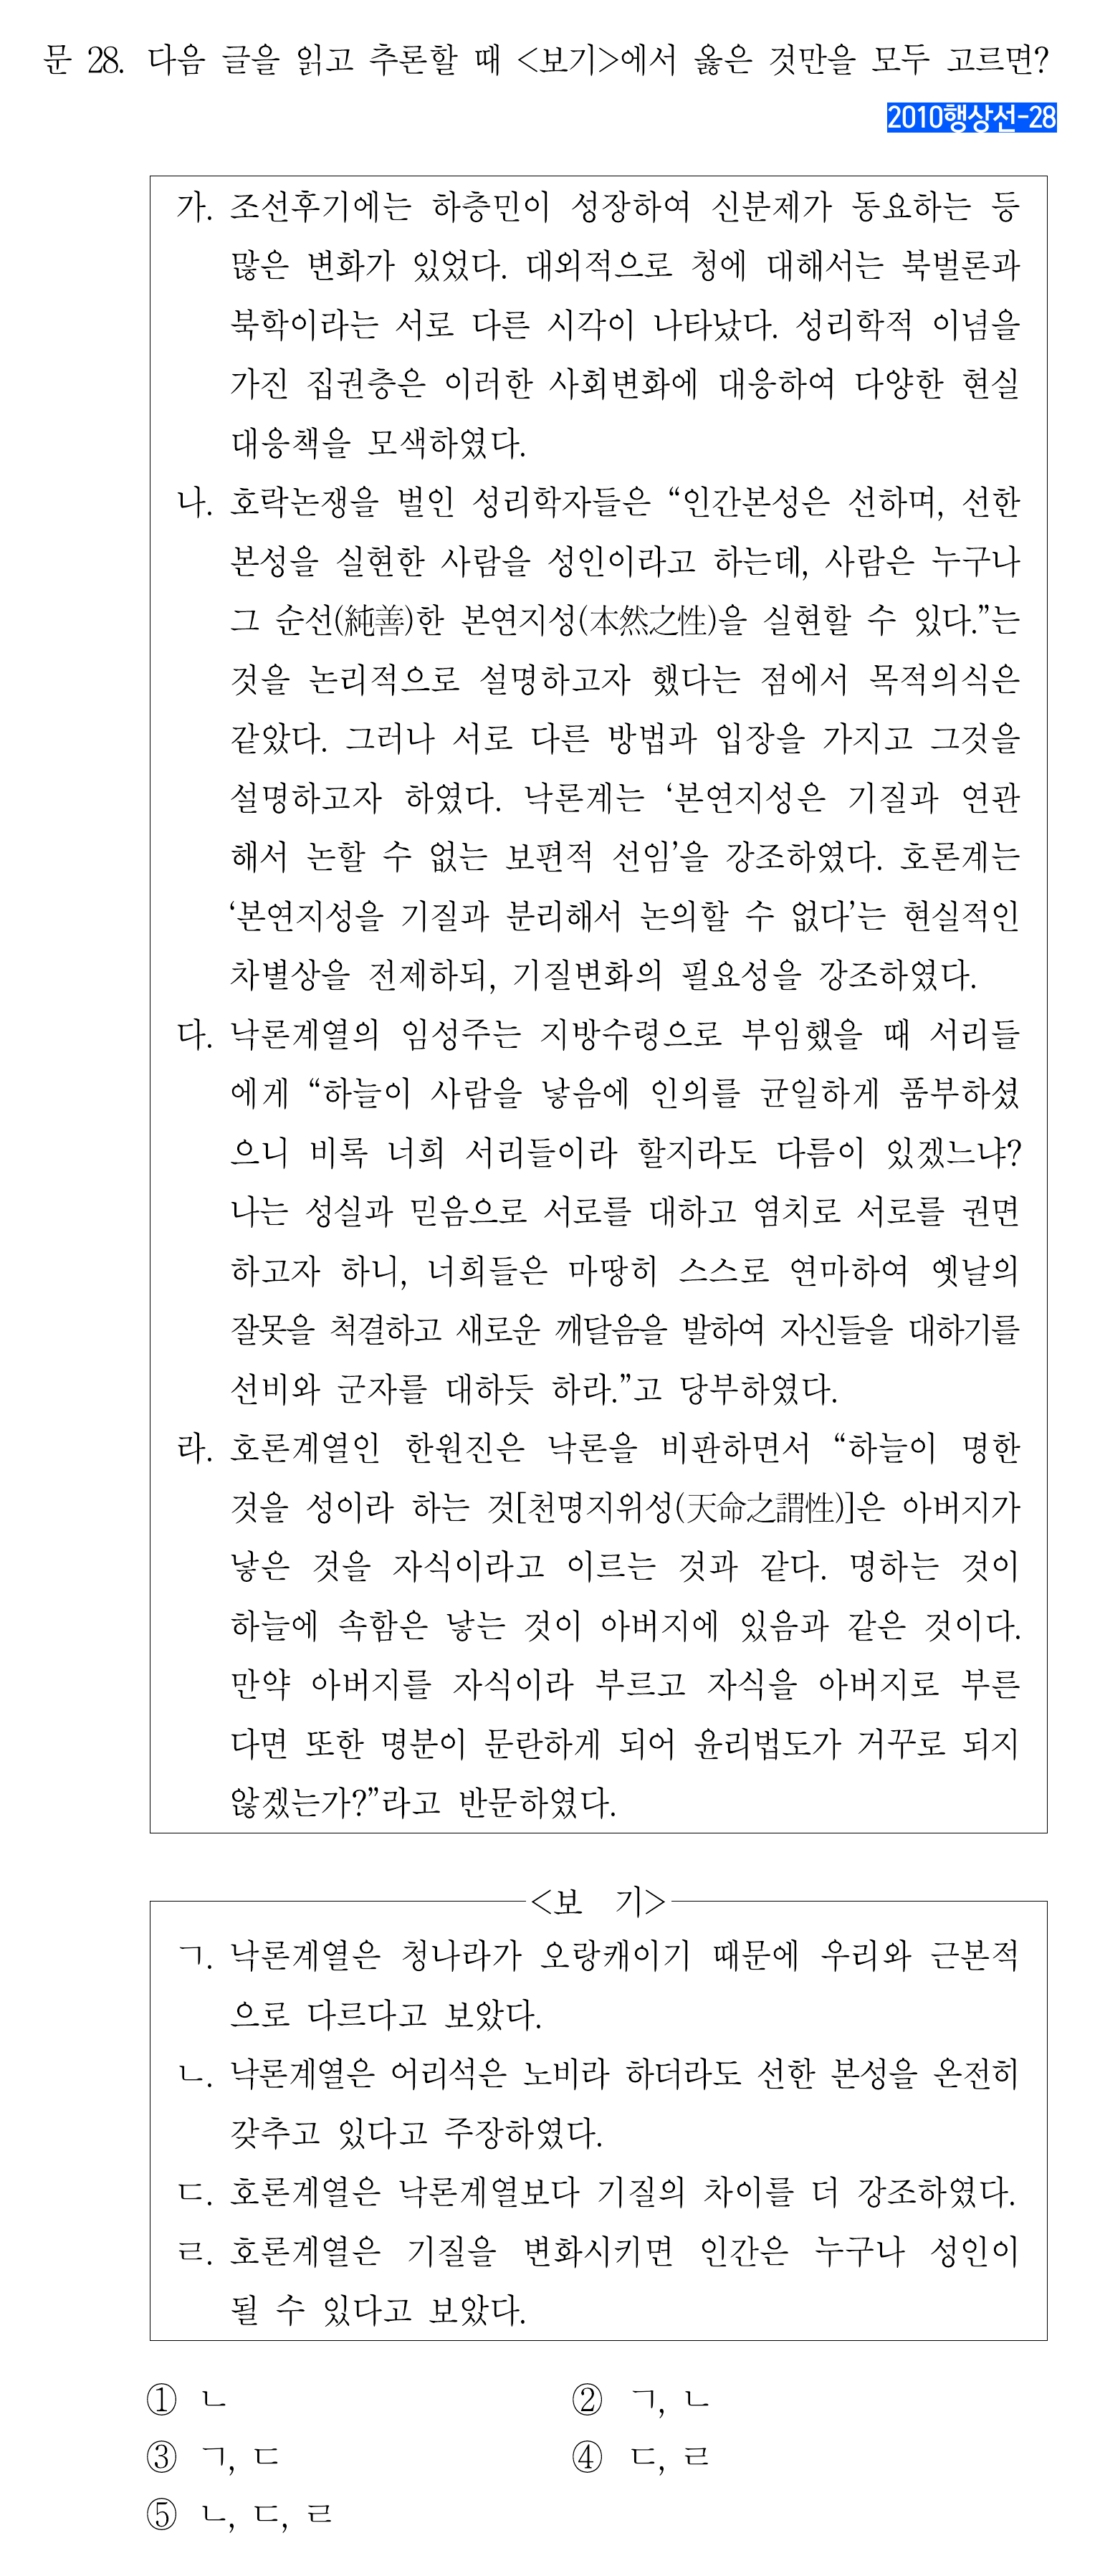 문 28. 다음 글을 읽고 추론할 때 <보기>에서 옳은 것만을 모두 고르면?
2010행상선-28
가. 조선후기에는 하층민이 성장하여 신분제가 동요하는 등
많은 변화가 있었다. 대외적으로 청에 대해서는 북벌론과
북학이라는 서로 다른 시각이 나타났다. 성리학적 이념을
가진 집권층은 이러한 사회변화에 대응하여 다양한 현실
대응책을 모색하였다.
나. 호락논쟁을 벌인 성리학자들은 “인간본성은 선하며, 선한
본성을 실현한 사람을 성인이라고 하는데, 사람은 누구나
그 순선(純善)한 본연지성(本然之性)을 실현할 수 있다.”는
것을 논리적으로 설명하고자 했다는 점에서 목적의식은
같았다. 그러나 서로 다른 방법과 입장을 가지고 그것을
설명하고자 하였다. 낙론계는 ‘본연지성은 기질과 연관
해서 논할 수 없는 보편적 선임’을 강조하였다. 호론계는
‘본연지성을 기질과 분리해서 논의할 수 없다’는 현실적인
차별상을 전제하되, 기질변화의 필요성을 강조하였다.
다. 낙론계열의 임성주는 지방수령으로 부임했을 때 서리들
에게 “하늘이 사람을 낳음에 인의를 균일하게 품부하셨
으니 비록 너희 서리들이라 할지라도 다름이 있겠느냐?
나는 성실과 믿음으로 서로를 대하고 염치로 서로를 권면
하고자 하니, 너희들은 마땅히 스스로 연마하여 옛날의
잘못을 척결하고 새로운 깨달음을 발하여 자신들을 대하기를
선비와 군자를 대하듯 하라.”고 당부하였다.
라. 호론계열인 한원진은 낙론을 비판하면서 “하늘이 명한
것을 성이라 하는 것[천명지위성(天命之謂性)]은 아버지가
낳은 것을 자식이라고 이르는 것과 같다. 명하는 것이
하늘에 속함은 낳는 것이 아버지에 있음과 같은 것이다.
만약 아버지를 자식이라 부르고 자식을 아버지로 부른
다면 또한 명분이 문란하게 되어 윤리법도가 거꾸로 되지
않겠는가?”라고 반문하였다.
<보 기>
ㄱ. 낙론계열은 청나라가 오랑캐이기 때문에 우리와 근본적
으로 다르다고 보았다.
ㄴ. 낙론계열은 어리석은 노비라 하더라도 선한 본성을 온전히
갖추고 있다고 주장하였다.
ㄷ. 호론계열은 낙론계열보다 기질의 차이를 더 강조하였다.
ㄹ. 호론계열은 기질을 변화시키면 인간은 누구나 성인이
될 수 있다고 보았다.
① ㄴ ② ㄱ, ㄴ
③ ㄱ, ㄷ ④ ㄷ, ㄹ
⑤ ㄴ, ㄷ, ㄹ